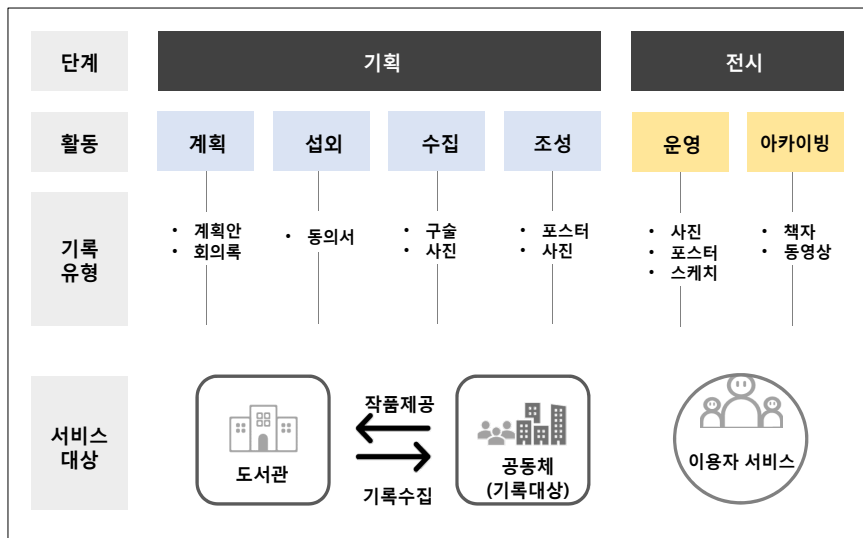 단계
기획
전시
활동
계획
섭외
수집
조성
운영
아카이빙
기록
유형
• 계획안
• 회의록
• 동의서
• 구술
• 사진
• 포스터
• 사진
• 사진
• 포스터
• 스케치
• 책자
• 동영상
서비스
대상
도서관
작품제공
기록수집
공동체
(기록대상)
이용자 서비스